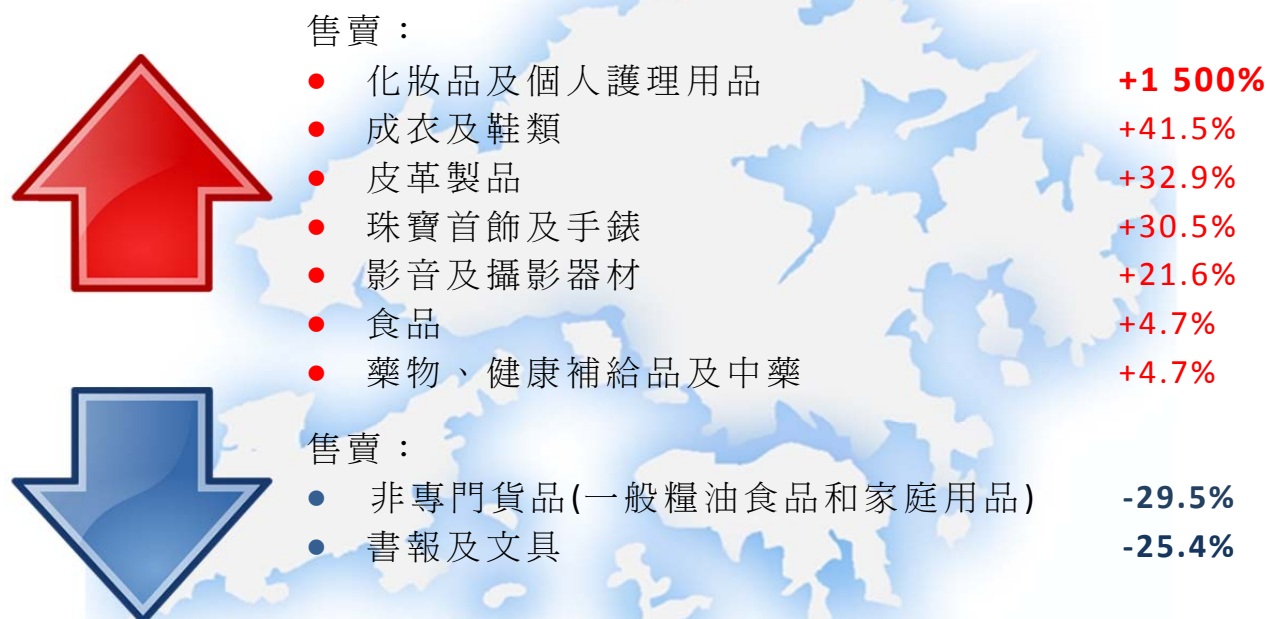 售賣：
● 化妝品及個人護理用品 +1 500%
● 成衣及鞋類 +41.5%
● 皮革製品 +32.9%
● 珠寶首飾及手錶 +30.5%
● 影音及攝影器材 +21.6%
● 食品 +4.7%
● 藥物、健康補給品及中藥 +4.7%
售賣：
● 非專門貨品(一般糧油食品和家庭用品) -29.5%
● 書報及文具 -25.4%